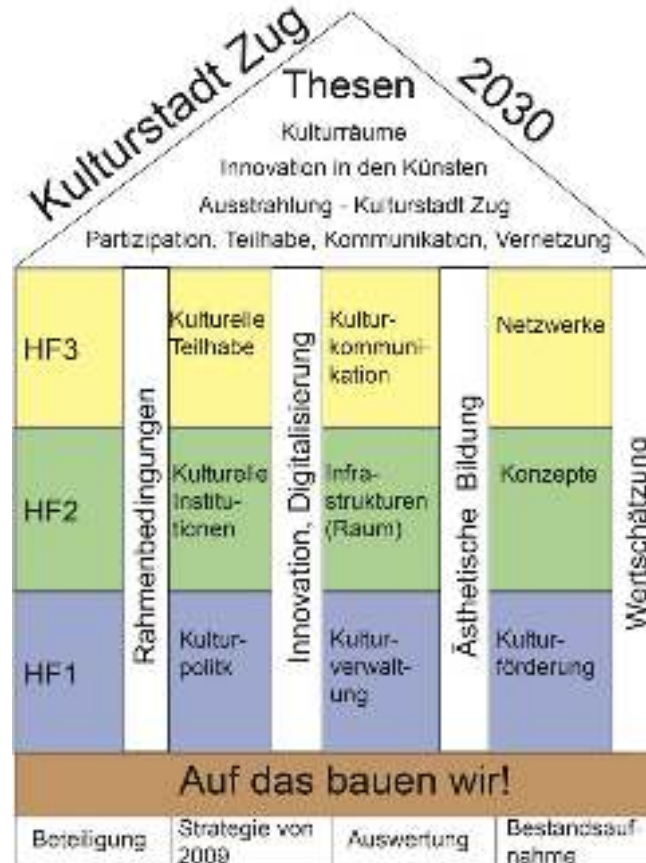 Kulturstadt Zug
2030
Thesen
Kulturräume
Innovation in den Künsten
Ausstrahlung - Kulturstadt Zug
Partizipation, Teilhabe, Kommunikation, Vernetzung
HF3
Rahmenbedingungen
Kulturelle
Teilhabe
Innovation, Digitalisierung
Kultur-
kommuni-
kation
Ästhetische Bildung
Netzwerke
Wertschätzung
HF2
Kulturelle
Institu-
tionen
Infra-
strukturen
(Raum)
Konzepte
HF1
Kultur-
politk
Kultur-
verwalt-
ung
Kultur-
förderung
Auf das bauen wir!
Beteiligung
Strategie von
2009
Auswertung
Bestandsauf-
nahme